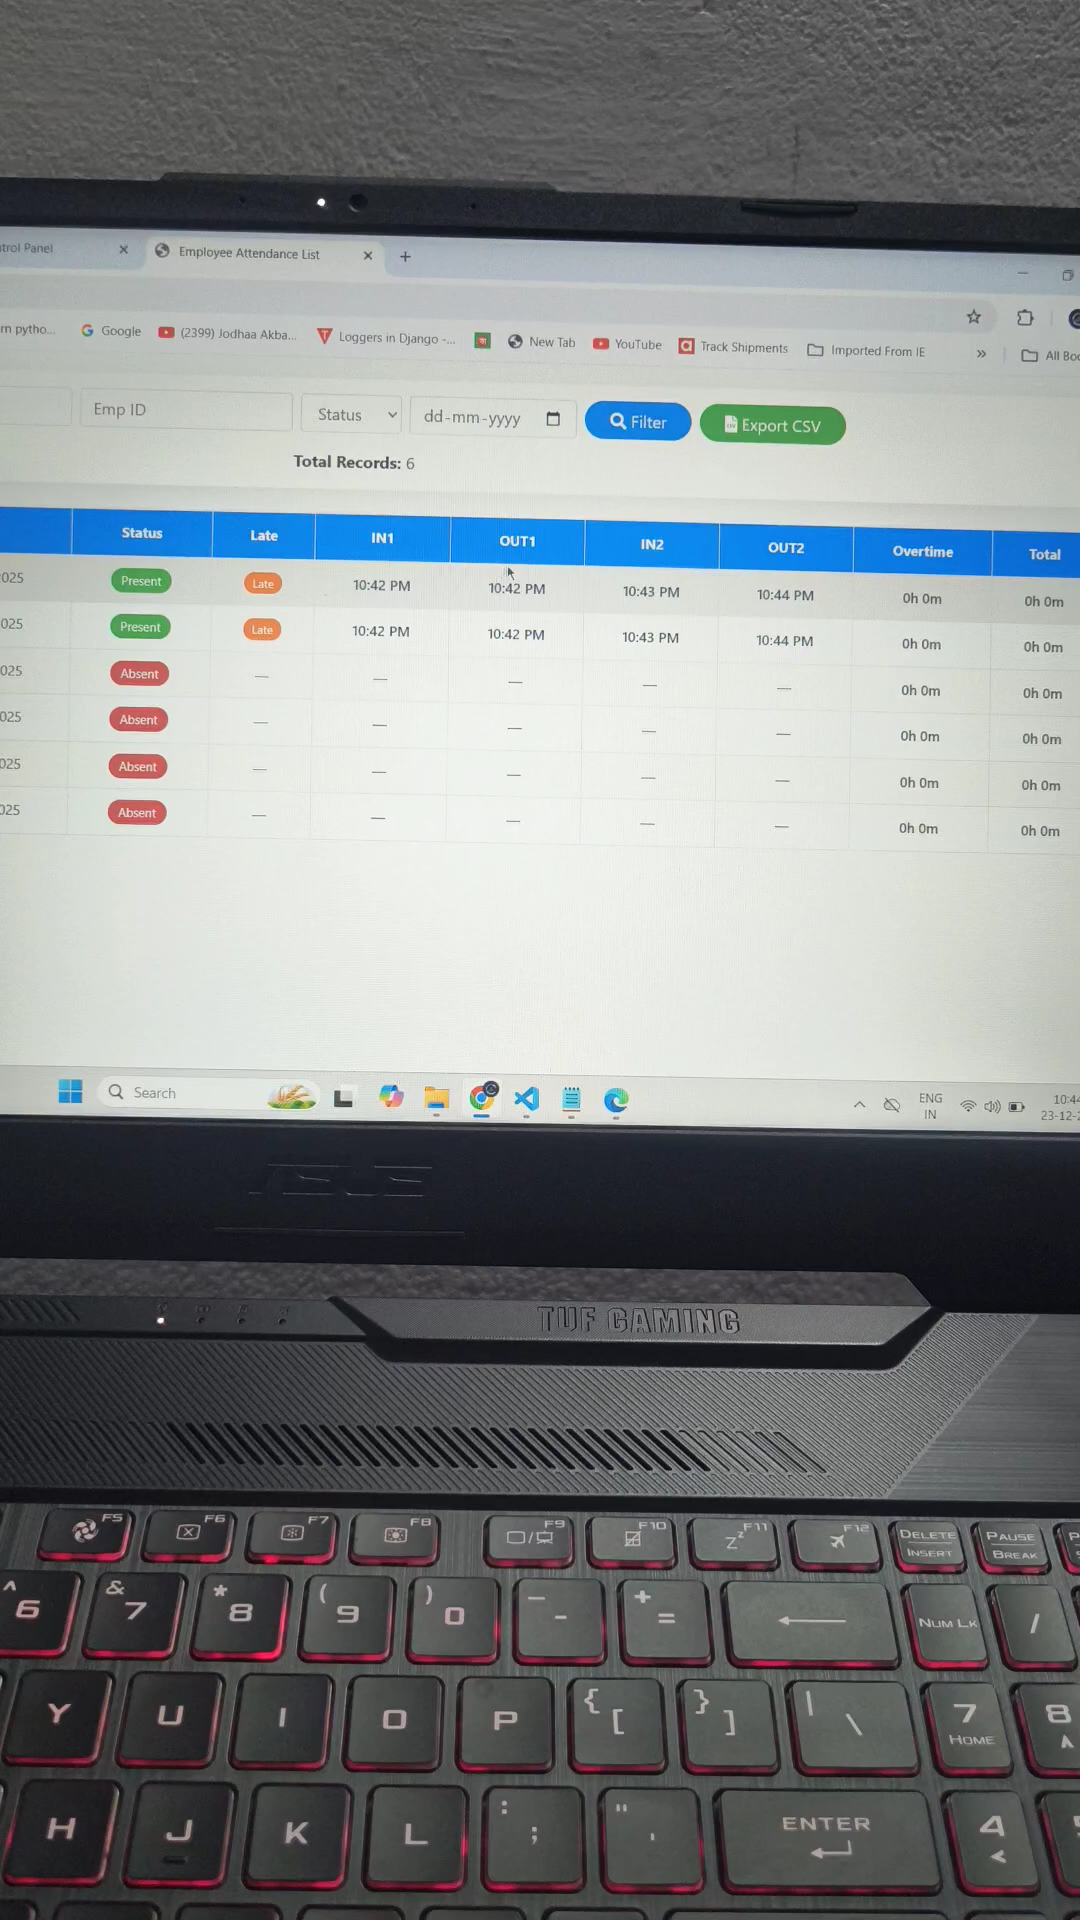 trol Panel
Employee Attendance List
rn pytho...
Google
(2399) Jodhaa Akba...
Loggers in Django -...
New Tab
YouTube
Track Shipments
Imported From IE
»
All Boo
Emp ID
Status
dd-mm-yyyy
Filter
Export CSV
Total Records: 6
Status Late IN1 OUT1 IN2 OUT2 Overtime Total
2025 Present Late 10:42 PM 10:42 PM 10:43 PM 10:44 PM 0h 0m 0h 0m
025 Present Late 10:42 PM 10:42 PM 10:43 PM 10:44 PM 0h 0m 0h 0m
025 Absent — — — — — 0h 0m 0h 0m
025 Absent — — — — — 0h 0m 0h 0m
025 Absent — — — — — 0h 0m 0h 0m
025 Absent — — — — — 0h 0m 0h 0m
Search
ENG
IN
10:44
23-12-2
ASUS
TUF GAMING
F5 F6 F7 F8 F9 F10 F11 F12 DELETE INSERT PAUSE BREAK
^ 6 & 7 * 8 ( 9 ) 0 _ - + = NUM LK /
Y U I O P { [ } ] | \ 7 HOME 8
H J K L : ; " ' ENTER 4